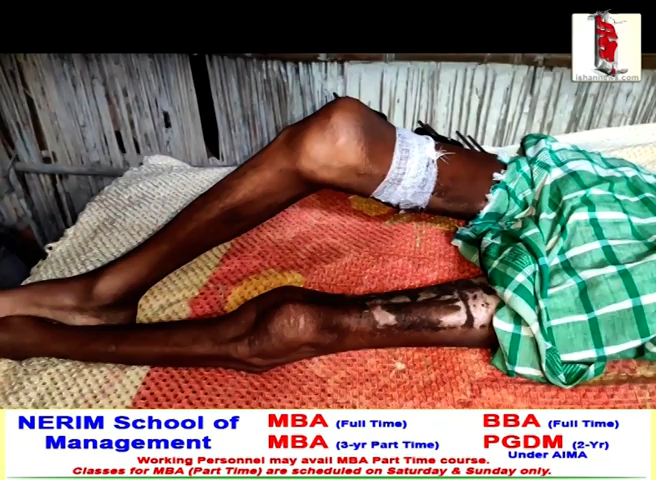 ishannews.com
NERIM School of
Management
MBA (Full Time)
MBA (3-yr Part Time)
BBA (Full Time)
PGDM (2-Yr)
Under AIMA
Working Personnel may avail MBA Part Time course.
Classes for MBA (Part Time) are scheduled on Saturday & Sunday only.